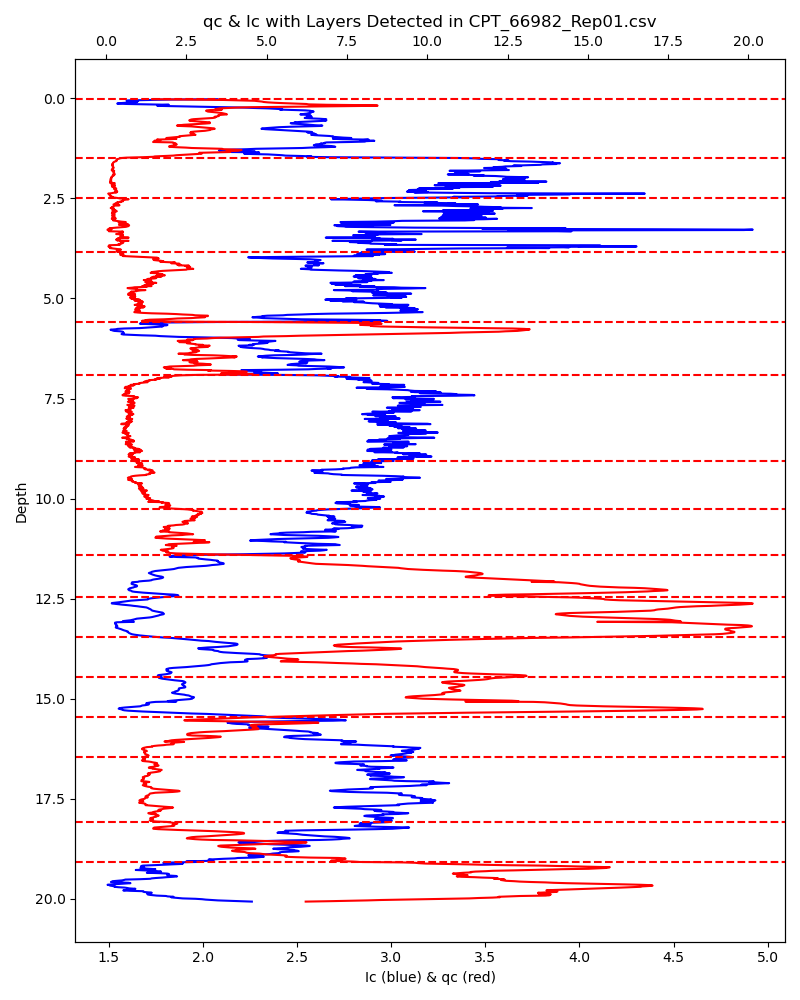 qc & Ic with Layers Detected in CPT_66982_Rep01.csv
0.0 2.5 5.0 7.5 10.0 12.5 15.0 17.5 20.0
0.0
2.5
5.0
7.5
10.0
12.5
15.0
17.5
20.0
Depth
1.5 2.0 2.5 3.0 3.5 4.0 4.5 5.0
Ic (blue) & qc (red)